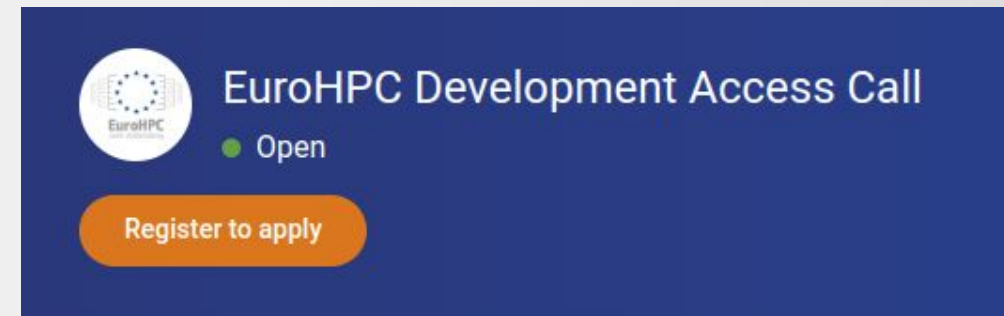 EuroHPC Development Access Call
EuroHPC
Open
Register to apply